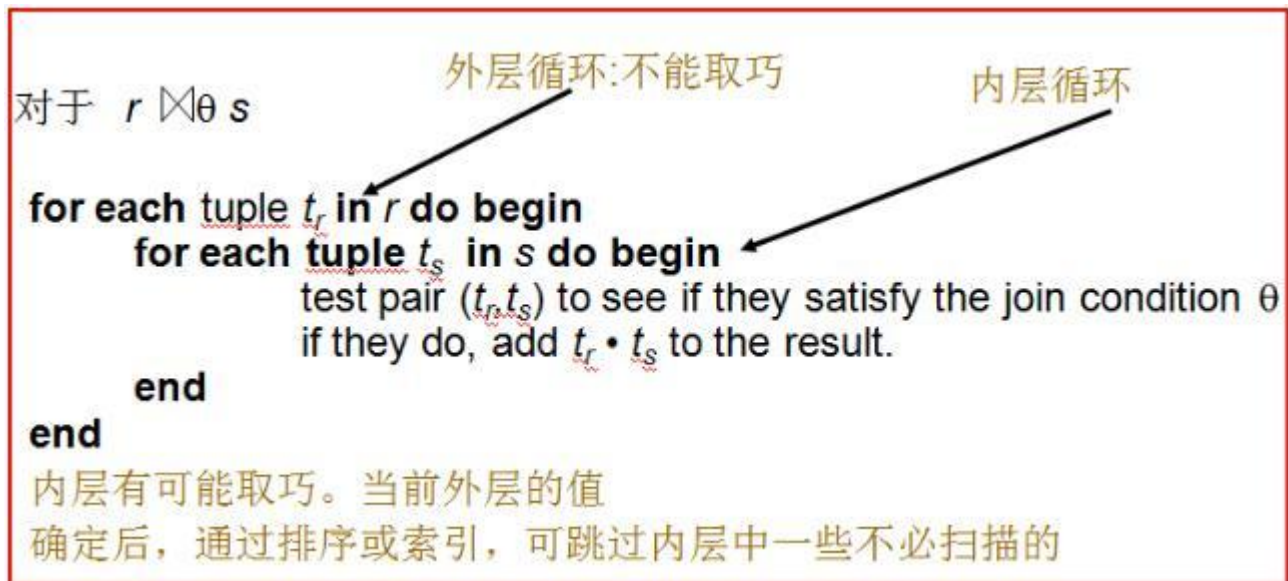 外层循环:不能取巧
内层循环
对于 r ⋈θ s
for each tuple tr in r do begin
for each tuple ts in s do begin
test pair (tr,ts) to see if they satisfy the join condition θ
if they do, add tr • ts to the result.
end
end
内层有可能取巧。当前外层的值
确定后，通过排序或索引，可跳过内层中一些不必扫描的